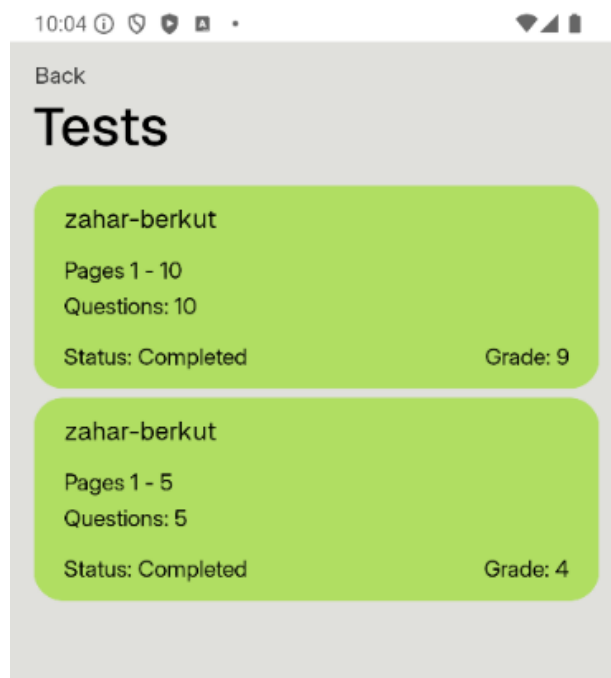 10:04
Back
Tests
zahar-berkut
Pages 1 - 10
Questions: 10
Status: Completed Grade: 9
zahar-berkut
Pages 1 - 5
Questions: 5
Status: Completed Grade: 4